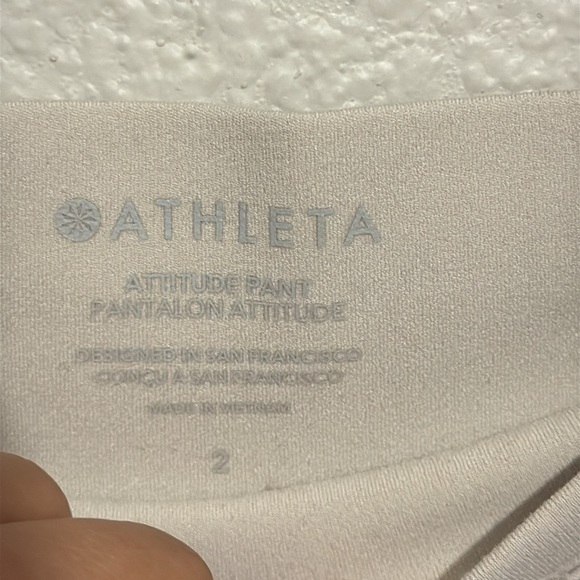 ATHLETA
ATTITUDE PANT
PANTALON ATTITUDE
DESIGNED IN SAN FRANCISCO
CONÇU A SAN FRANCISCO
MADE IN VIETNAM
2